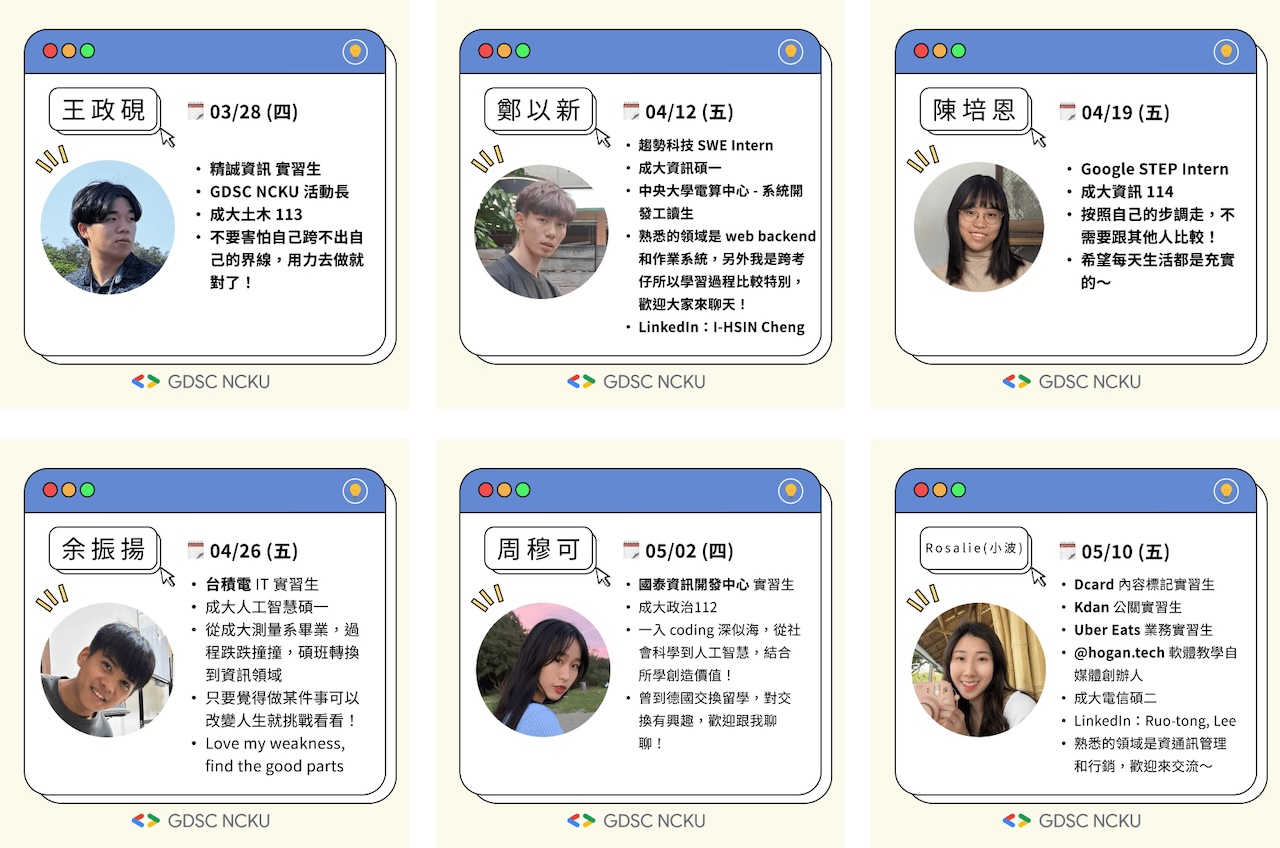 王政硯
03/28 (四)
• 精誠資訊 實習生
• GDSC NCKU 活動長
• 成大土木 113
• 不要害怕自己跨不出自
己的界線，用力去做就
對了！
GDSC NCKU
鄭以新
04/12 (五)
• 趨勢科技 SWE Intern
• 成大資訊碩一
• 中央大學電算中心 - 系統開
發工讀生
• 熟悉的領域是 web backend
和作業系統，另外我是跨考
仔所以學習過程比較特別，
歡迎大家來聊天！
• LinkedIn：I-HSIN Cheng
GDSC NCKU
陳培恩
04/19 (五)
• Google STEP Intern
• 成大資訊 114
• 按照自己的步調走，不
需要跟其他人比較！
• 希望每天生活都是充實
的～
GDSC NCKU
余振揚
04/26 (五)
• 台積電 IT 實習生
• 成大人工智慧碩一
• 從成大測量系畢業，過
程跌跌撞撞，碩班轉換
到資訊領域
• 只要覺得做某件事可以
改變人生就挑戰看看！
• Love my weakness,
find the good parts
GDSC NCKU
周穆可
05/02 (四)
• 國泰資訊開發中心 實習生
• 成大政治112
• 一入 coding 深似海，從社
會科學到人工智慧，結合
所學創造價值！
• 曾到德國交換留學，對交
換有興趣，歡迎跟我聊
聊！
GDSC NCKU
Rosalie(小波)
05/10 (五)
• Dcard 內容標記實習生
• Kdan 公關實習生
• Uber Eats 業務實習生
• @hogan.tech 軟體教學自
媒體創辦人
• 成大電信碩二
• LinkedIn：Ruo-tong, Lee
• 熟悉的領域是資通訊管理
和行銷，歡迎來交流～
GDSC NCKU